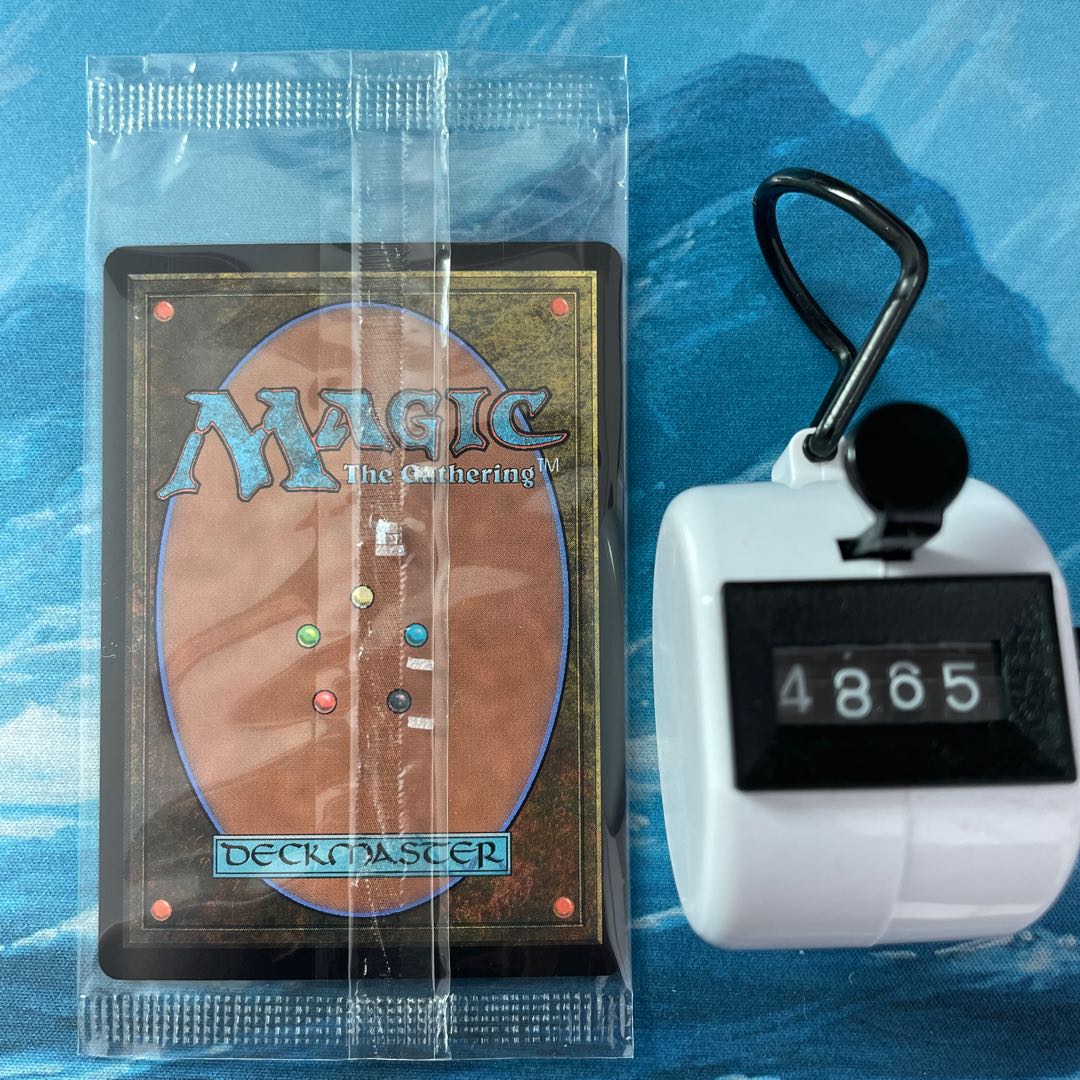 MAGIC
The Gathering™
DECKMASTER
4865